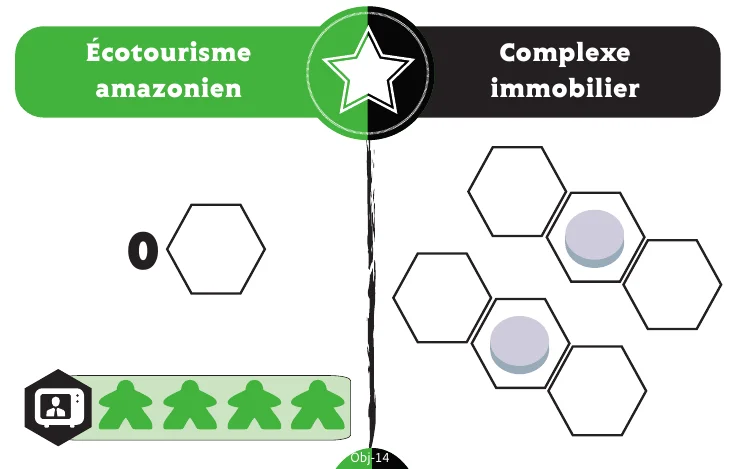 Écotourisme
amazonien
Complexe
immobilier
0
Obj-14